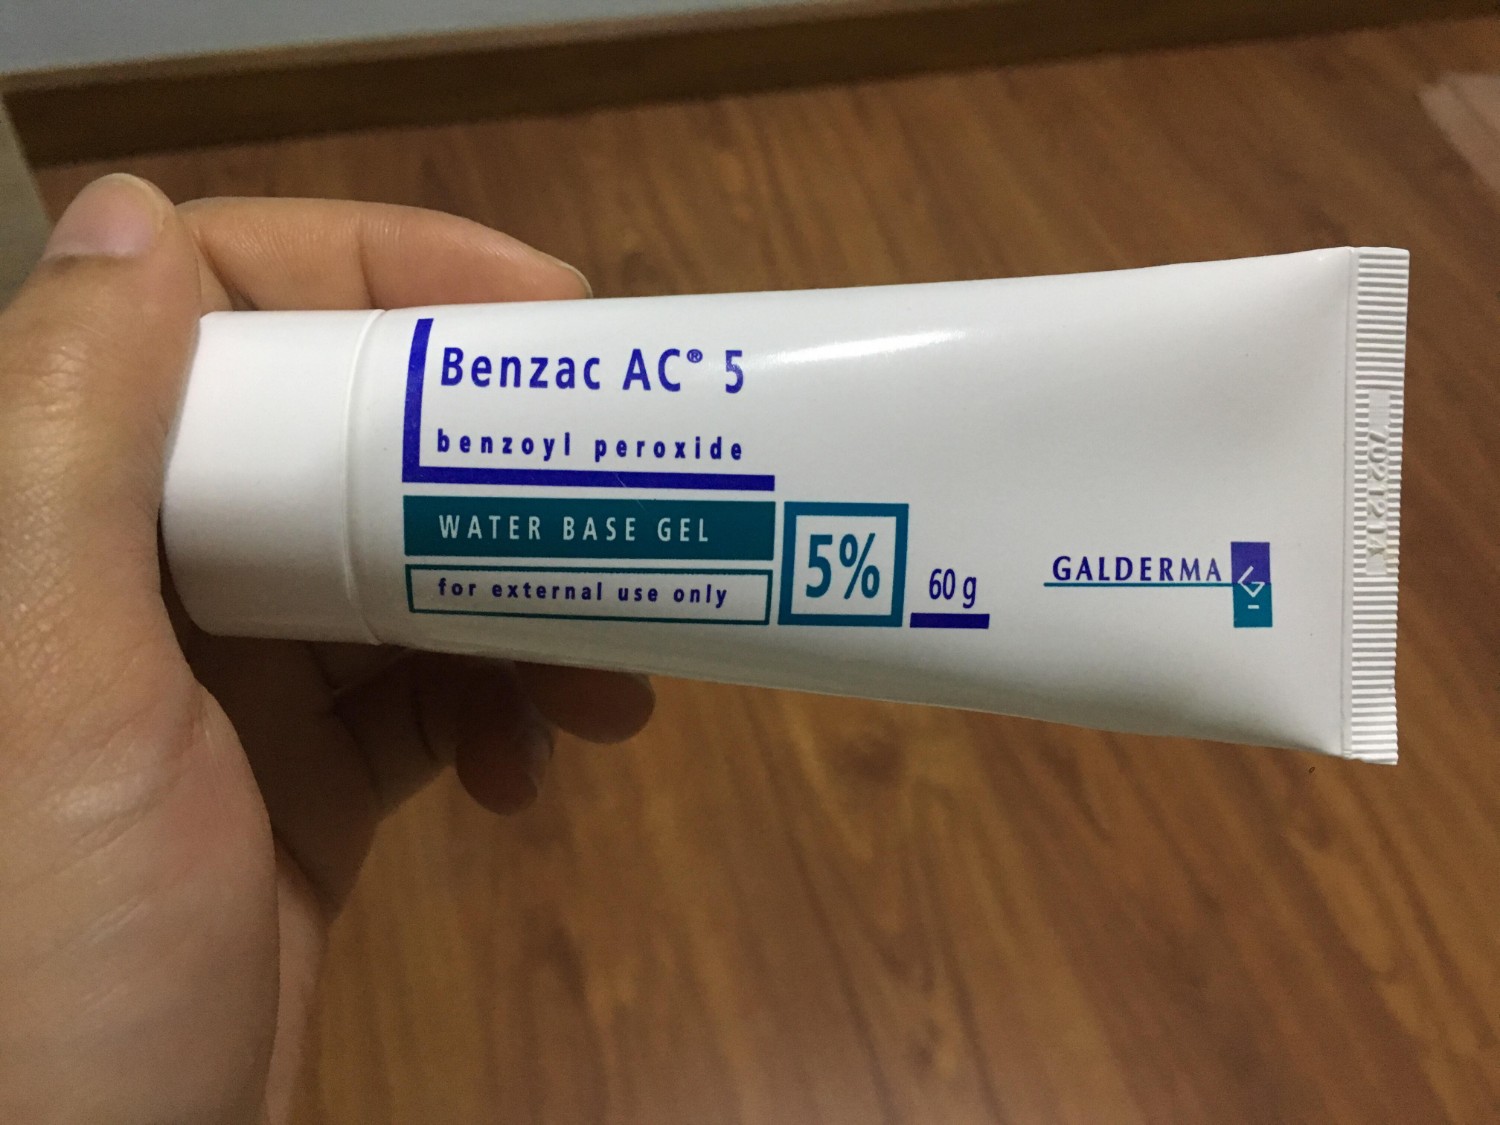 Benzac AC® 5
benzoyl peroxide
WATER BASE GEL
for external use only
5%
60 g
GALDERMA